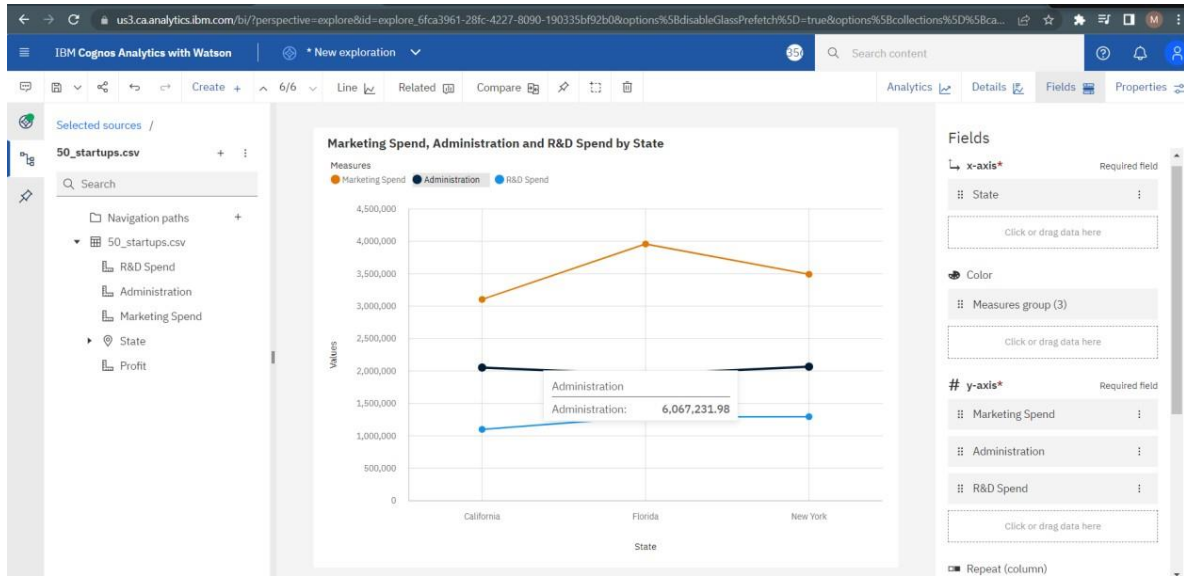 us3.ca.analytics.ibm.com/bi/?perspective=explore&id=explore_6fca3961-28fc-4227-8090-190335bf92b0&options%5BdisableGlassPrefetch%5D=true&options%5Bcollections%5D%5Bca...
M
IBM Cognos Analytics with Watson
* New exploration
Search content
Create +
6/6
Line
Related
Compare
Analytics
Details
Fields
Properties
Selected sources /
50_startups.csv
Search
Navigation paths
50_startups.csv
R&D Spend
Administration
Marketing Spend
State
Profit
Marketing Spend, Administration and R&D Spend by State
Measures
Marketing Spend Administration R&D Spend
4,500,000
4,000,000
3,500,000
3,000,000
2,500,000
2,000,000
1,500,000
1,000,000
500,000
0
Values
Administration
Administration: 6,067,231.98
California Florida New York
State
Fields
x-axis* Required field
State
Click or drag data here
Color
Measures group (3)
Click or drag data here
# y-axis* Required field
Marketing Spend
Administration
R&D Spend
Click or drag data here
Repeat (column)